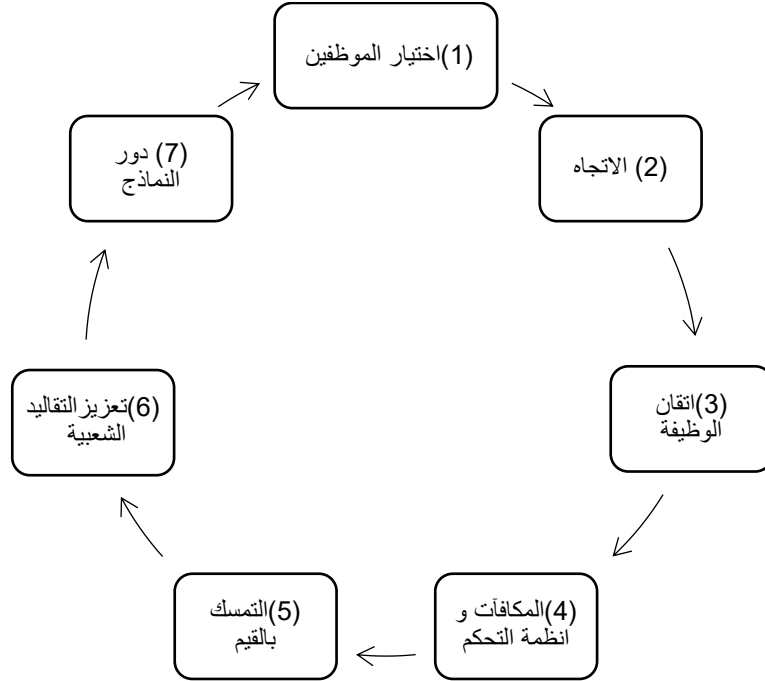 (1)اختيار الموظفين
(2) الاتجاه
(3)اتقان
الوظيفة
(4)المكافآت و
انظمة التحكم
(5)التمسك
بالقيم
(6)تعزيز التقاليد
الشعبية
(7) دور
النماذج